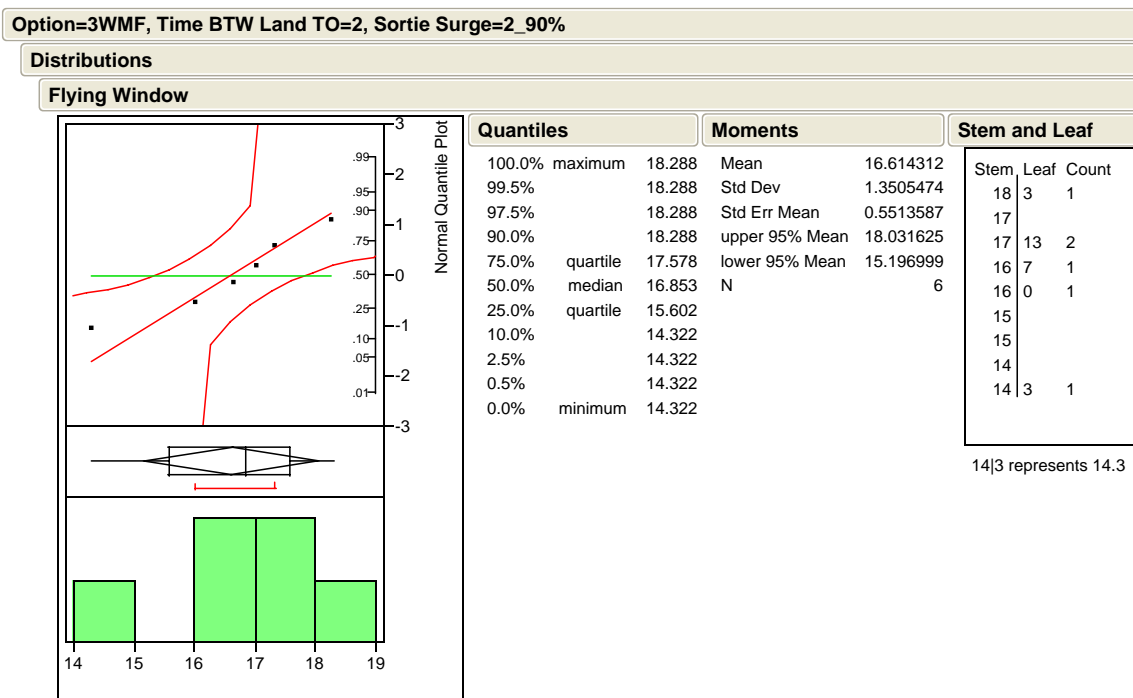 Option=3WMF, Time BTW Land TO=2, Sortie Surge=2_90%
Distributions
Flying Window
3
2
1
0
-1
-2
-3
.99
.95
.90
.75
.50
.25
.10
.05
.01
Normal Quantile Plot
14 15 16 17 18 19
Quantiles
100.0% maximum 18.288
99.5% 18.288
97.5% 18.288
90.0% 18.288
75.0% quartile 17.578
50.0% median 16.853
25.0% quartile 15.602
10.0% 14.322
2.5% 14.322
0.5% 14.322
0.0% minimum 14.322
Moments
Mean 16.614312
Std Dev 1.3505474
Std Err Mean 0.5513587
upper 95% Mean 18.031625
lower 95% Mean 15.196999
N 6
Stem and Leaf
Stem Leaf Count
18 3 1
17
17 13 2
16 7 1
16 0 1
15
15
14
14 3 1
14|3 represents 14.3